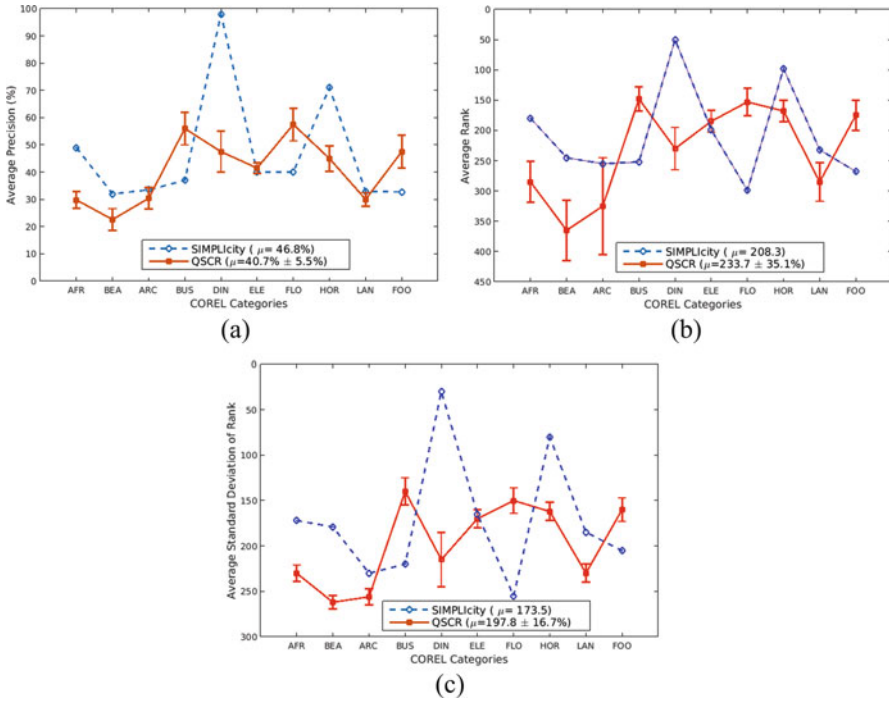 100
90
80
70
60
50
40
30
20
10
0
Average Precision (%)
SIMPLIcity ( μ= 46.8%)
QSCR (μ=40.7% ± 5.5%)
AFR BEA ARC BUS DIN ELE FLO HOR LAN FOO
COREL Categories
(a)
0
50
100
150
200
250
300
350
400
450
Average Rank
SIMPLIcity ( μ= 208.3)
QSCR (μ=233.7 ± 35.1%)
AFR BEA ARC BUS DIN ELE FLO HOR LAN FOO
COREL Categories
(b)
0
50
100
150
200
250
300
Average Standard Deviation of Rank
SIMPLIcity ( μ= 173.5)
QSCR (μ=197.8 ± 16.7%)
AFR BEA ARC BUS DIN ELE FLO HOR LAN FOO
COREL Categories
(c)